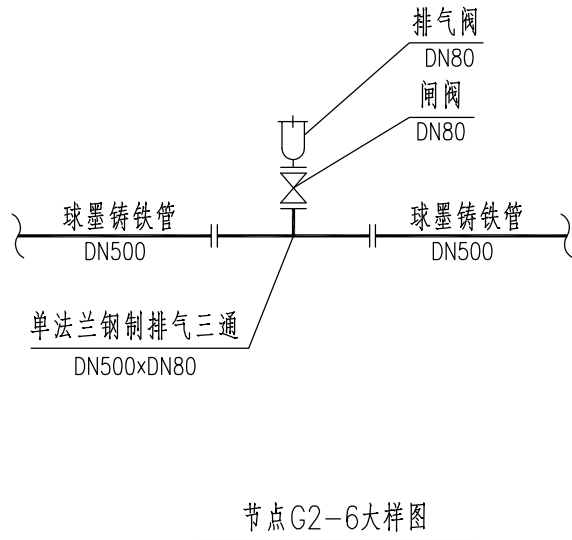 排气阀
DN80
闸阀
DN80
球墨铸铁管
DN500
球墨铸铁管
DN500
单法兰钢制排气三通
DN500xDN80
节点G2-6大样图